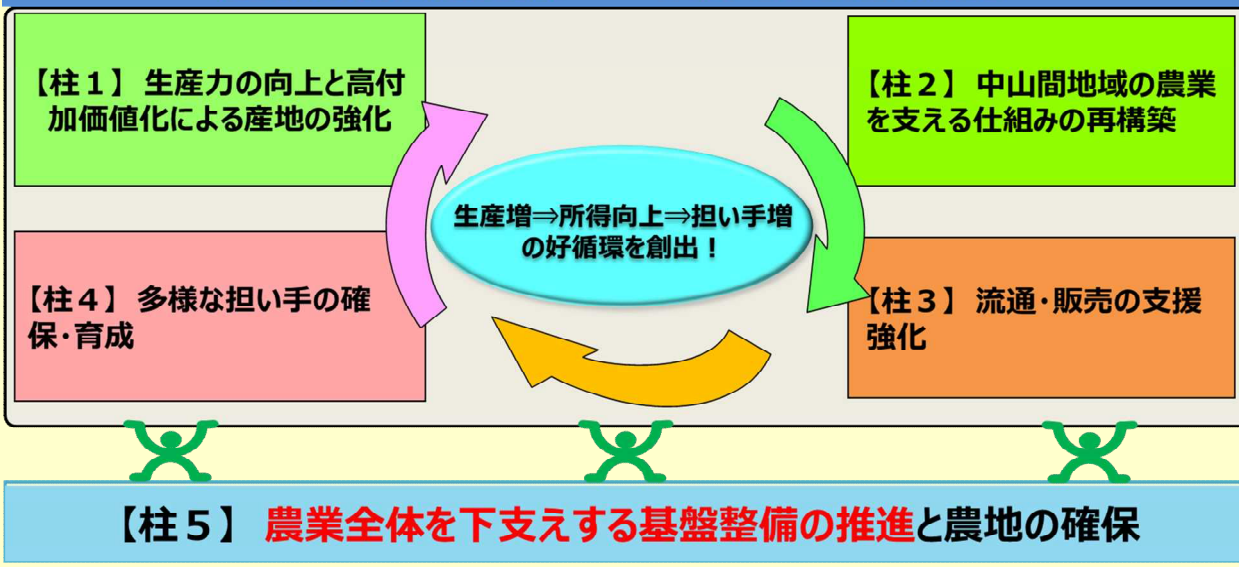 【柱１】 生産力の向上と高付
加価値化による産地の強化
【柱２】 中山間地域の農業
を支える仕組みの再構築
生産増⇒所得向上⇒担い手増
の好循環を創出！
【柱４】 多様な担い手の確
保・育成
【柱３】 流通・販売の支援
強化
【柱５】 農業全体を下支えする基盤整備の推進と農地の確保